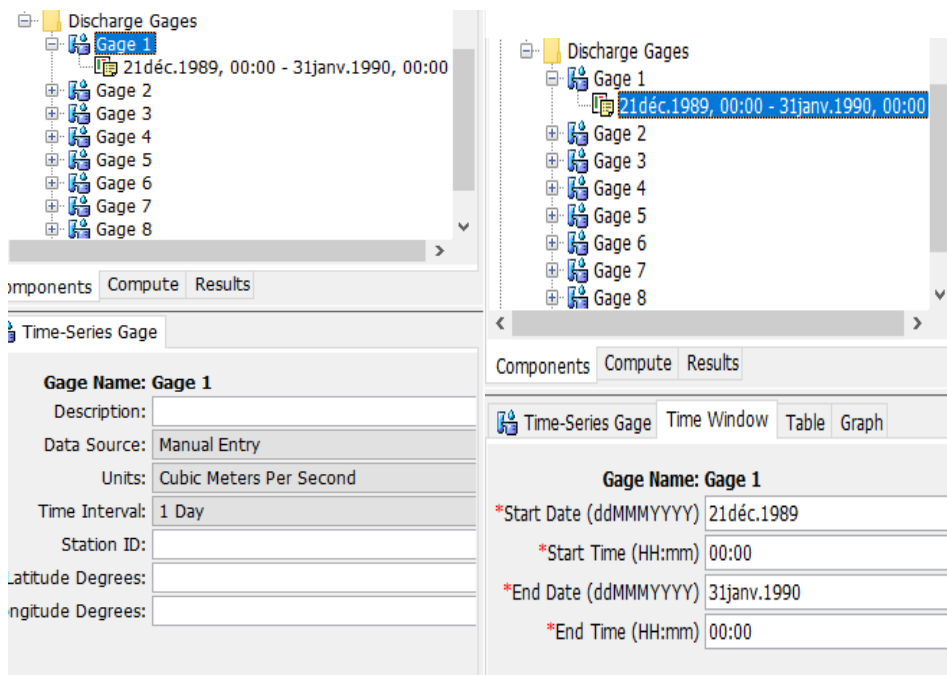 Discharge Gages
Gage 1
21déc.1989, 00:00 - 31janv.1990, 00:00
Gage 2
Gage 3
Gage 4
Gage 5
Gage 6
Gage 7
Gage 8
omponents Compute Results
Time-Series Gage
Gage Name: Gage 1
Description:
Data Source: Manual Entry
Units: Cubic Meters Per Second
Time Interval: 1 Day
Station ID:
Latitude Degrees:
ngitude Degrees:
Discharge Gages
Gage 1
21déc.1989, 00:00 - 31janv.1990, 00:00
Gage 2
Gage 3
Gage 4
Gage 5
Gage 6
Gage 7
Gage 8
Components Compute Results
Time-Series Gage Time Window Table Graph
Gage Name: Gage 1
*Start Date (ddMMMYYYY) 21déc.1989
*Start Time (HH:mm) 00:00
*End Date (ddMMMYYYY) 31janv.1990
*End Time (HH:mm) 00:00